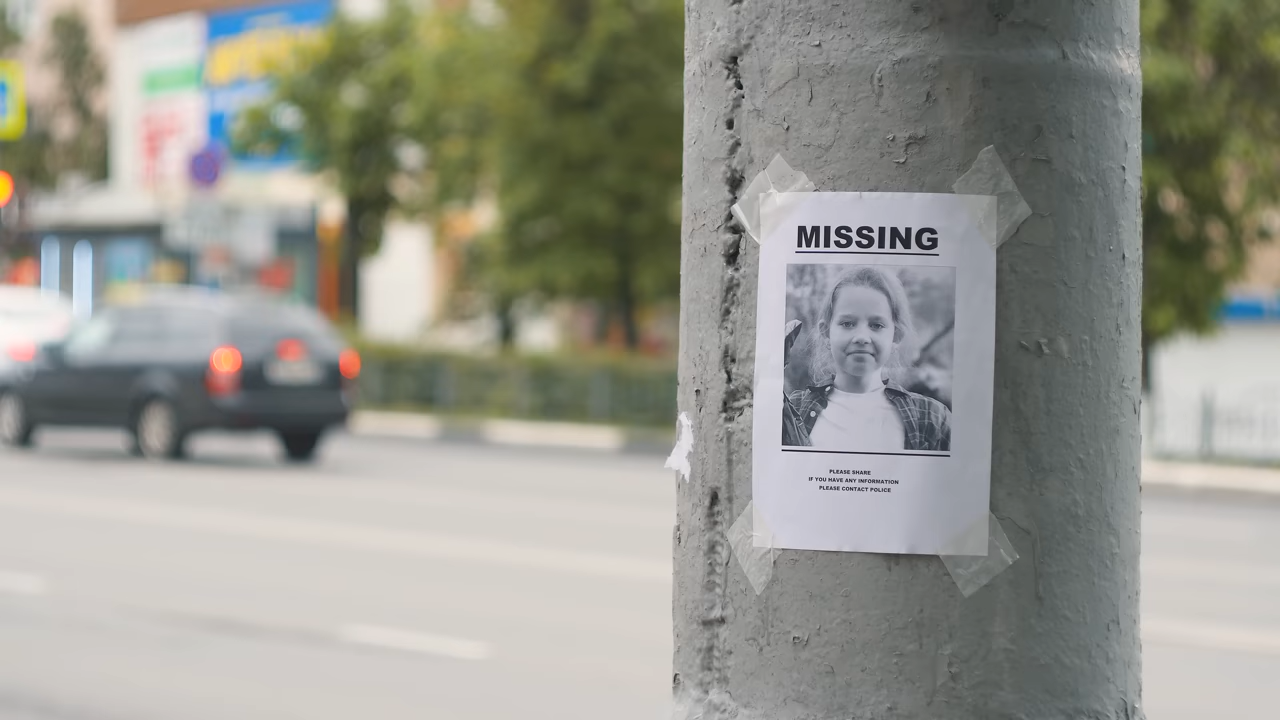 MISSING
PLEASE SHARE
IF YOU HAVE ANY INFORMATION
PLEASE CONTACT POLICE